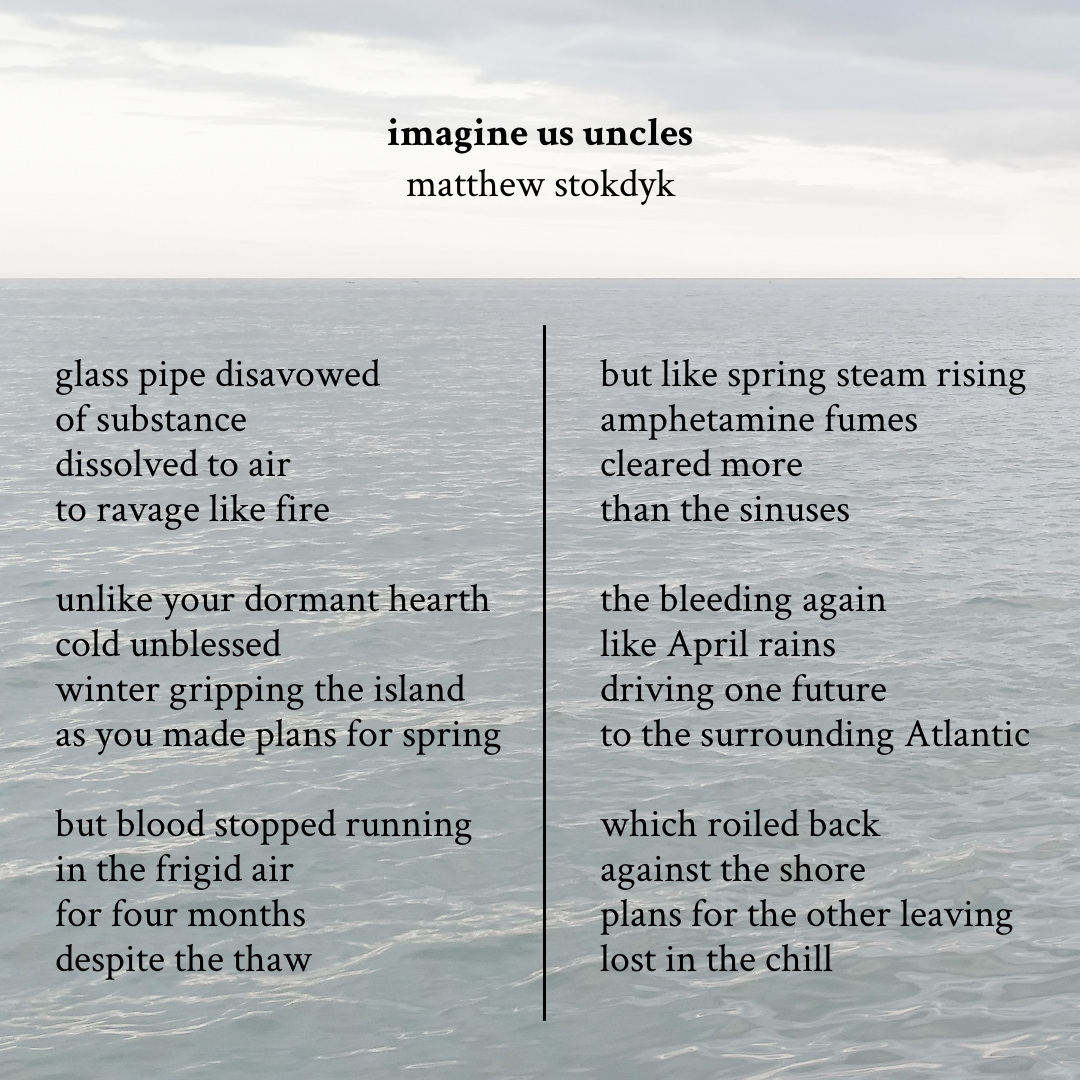 imagine us uncles
matthew stokdyk
glass pipe disavowed
of substance
dissolved to air
to ravage like fire
unlike your dormant hearth
cold unblessed
winter gripping the island
as you made plans for spring
but blood stopped running
in the frigid air
for four months
despite the thaw
but like spring steam rising
amphetamine fumes
cleared more
than the sinuses
the bleeding again
like April rains
driving one future
to the surrounding Atlantic
which roiled back
against the shore
plans for the other leaving
lost in the chill